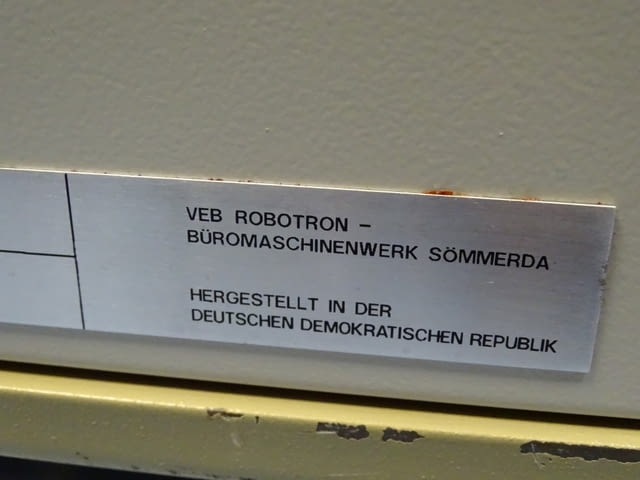 VEB ROBOTRON –
BÜROMASCHINENWERK SÖMMERDA
HERGESTELLT IN DER
DEUTSCHEN DEMOKRATISCHEN REPUBLIK